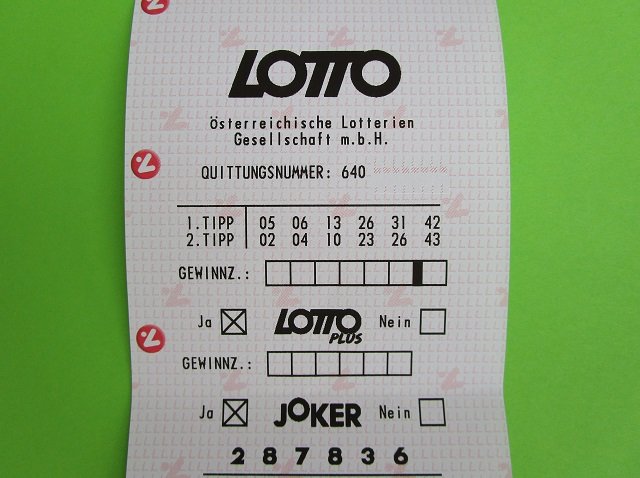 LOTTO
Österreichische Lotterien
Gesellschaft m.b.H.
QUITTUNGSNUMMER: 640
1.TIPP 05 06 13 26 31 42
2.TIPP 02 04 10 23 26 43
GEWINNZ.:
Ja LOTTO PLUS Nein
GEWINNZ.:
Ja JOKER Nein
2 8 7 8 3 6